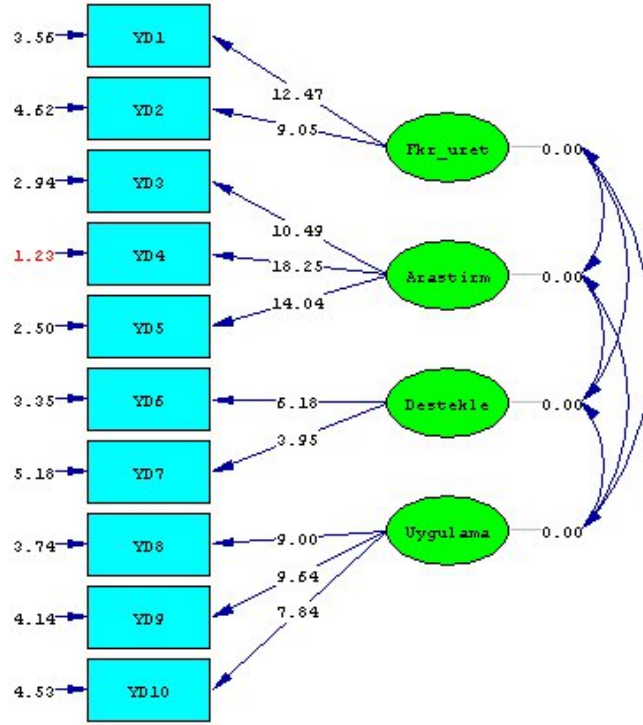 3.56 YD1
12.47
4.62 YD2
9.05
Fkr_uret 0.00
2.94 YD3
10.49
1.23 YD4
18.25
Arastirm 0.00
14.04
2.50 YD5
3.35 YD6
6.18
Destekle 0.00
3.95
5.18 YD7
3.74 YD8
9.00
Uygulama 0.00
9.64
4.14 YD9
7.84
4.53 YD10